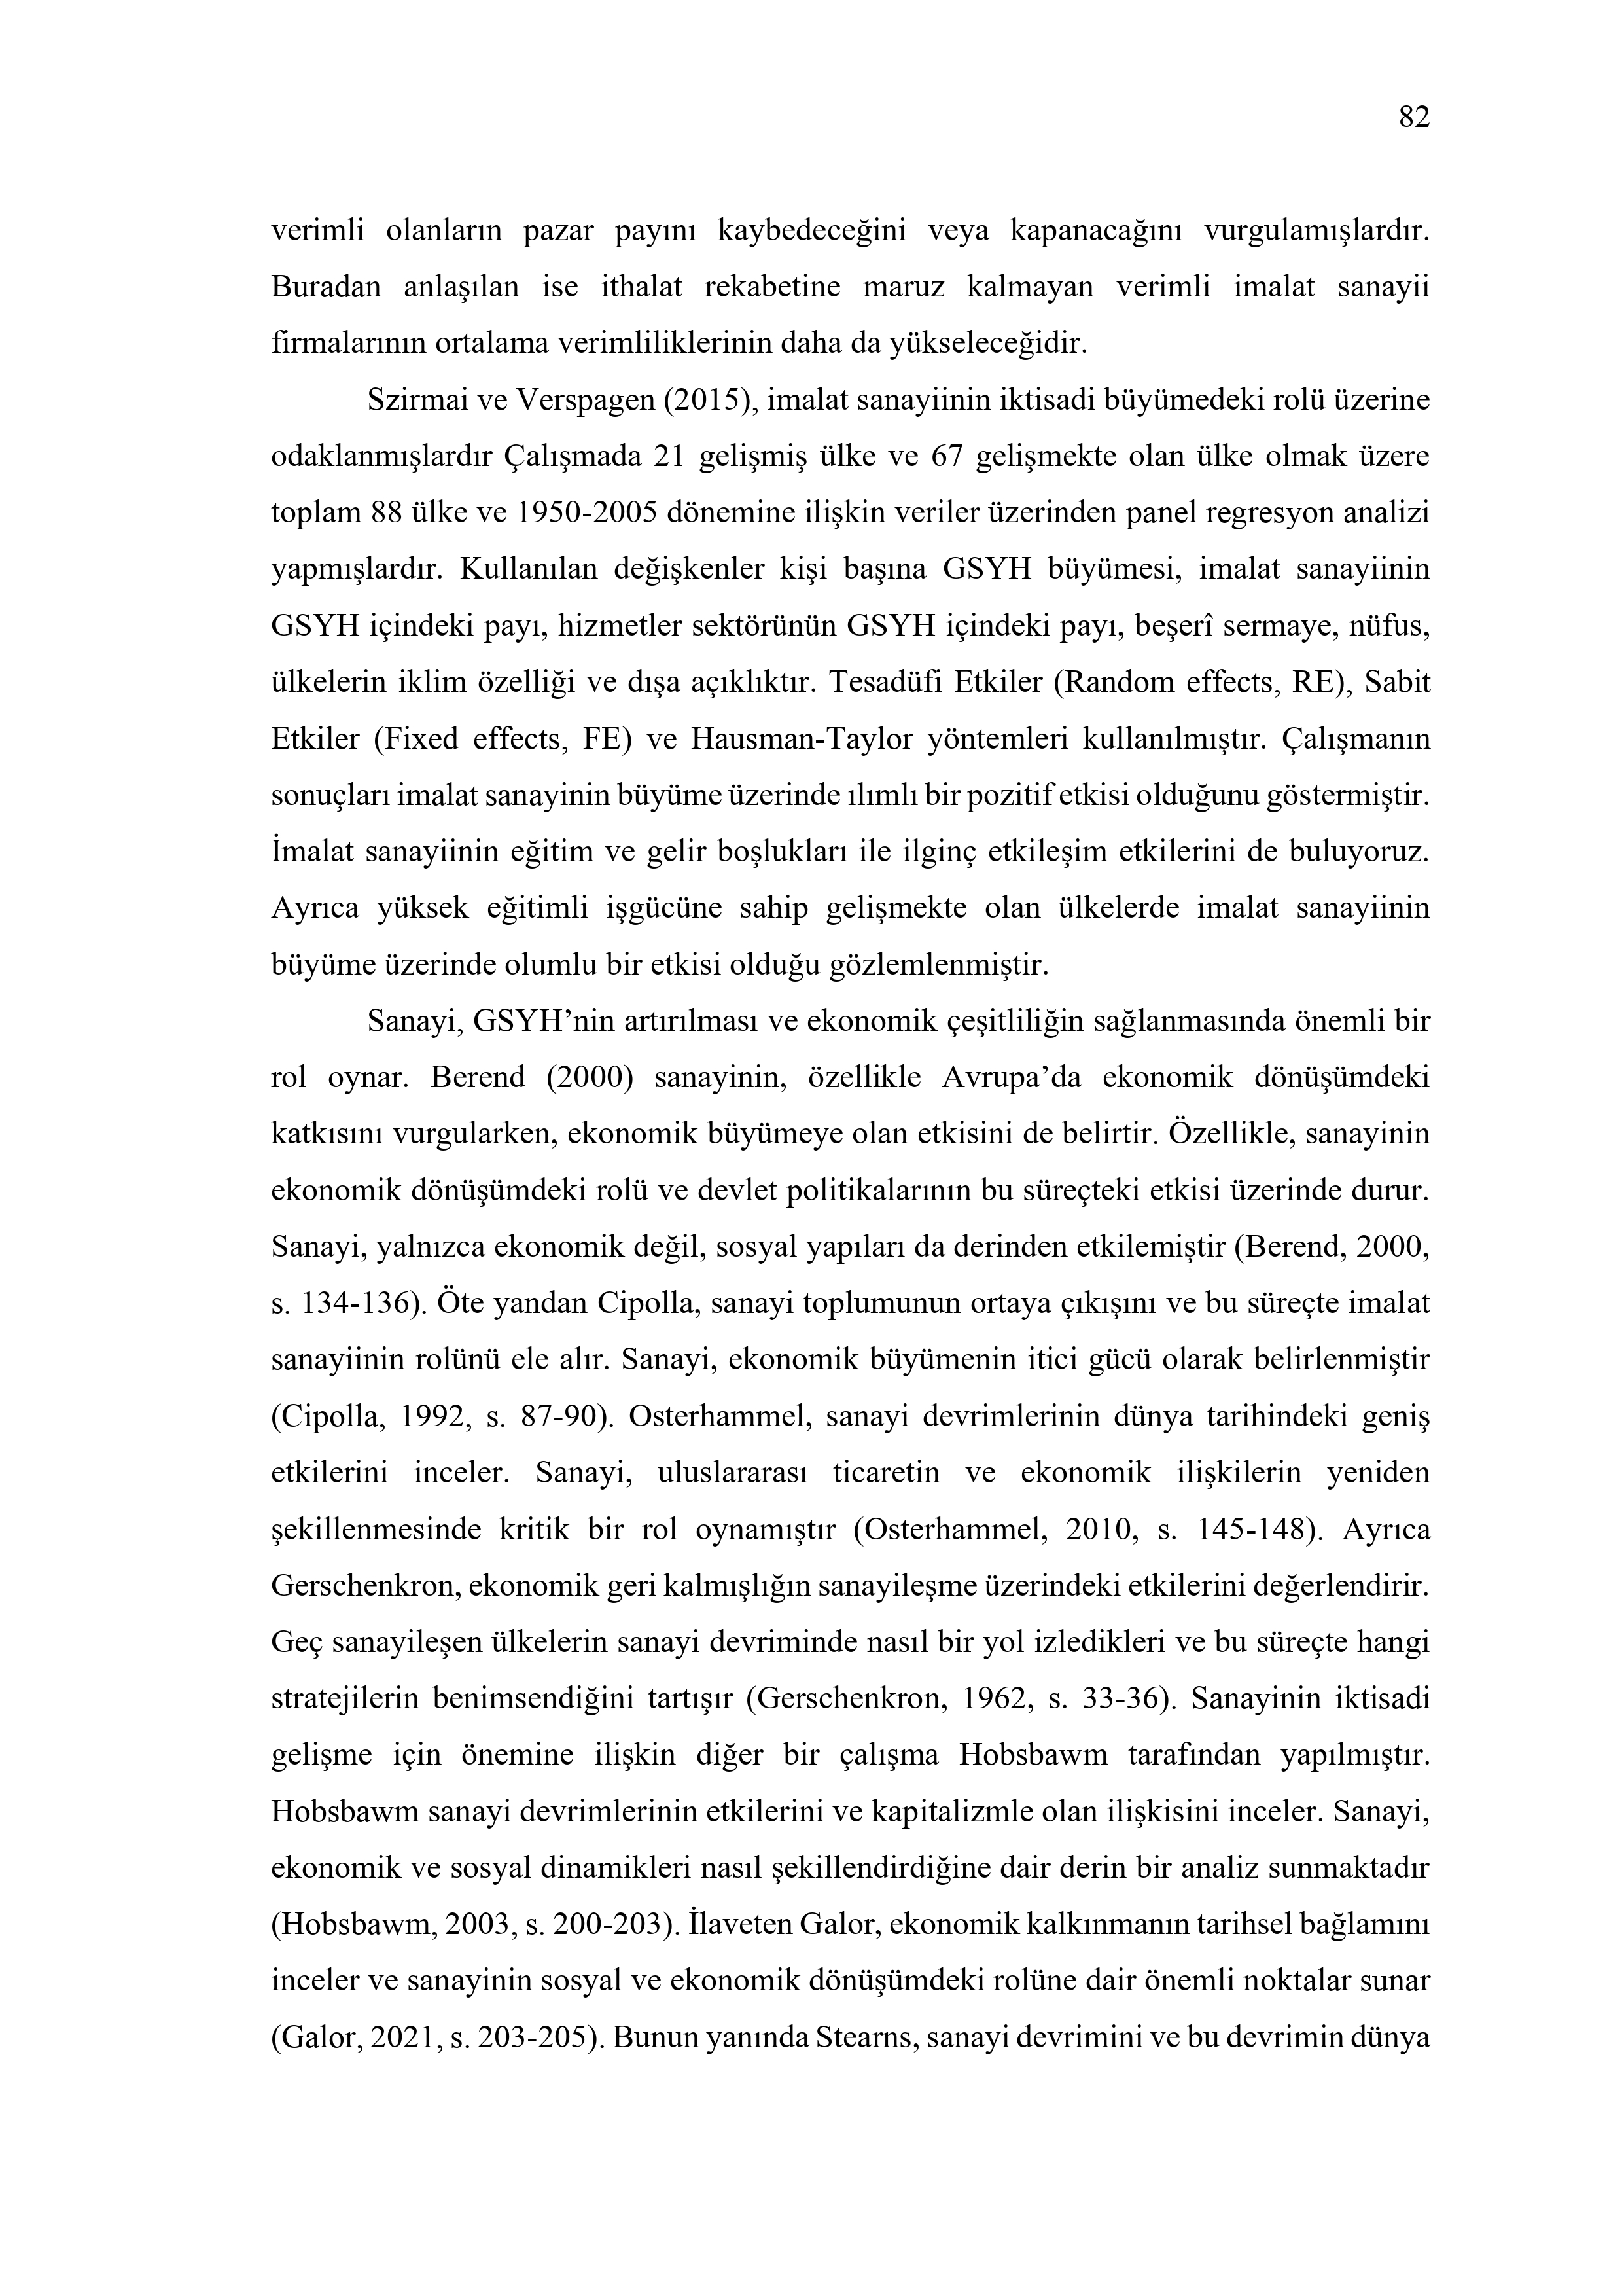 82
verimli olanların pazar payını kaybedeceğini veya kapanacağını vurgulamışlardır.
Buradan anlaşılan ise ithalat rekabetine maruz kalmayan verimli imalat sanayii
firmalarının ortalama verimliliklerinin daha da yükseleceğidir.
Szirmai ve Verspagen (2015), imalat sanayiinin iktisadi büyümedeki rolü üzerine
odaklanmışlardır Çalışmada 21 gelişmiş ülke ve 67 gelişmekte olan ülke olmak üzere
toplam 88 ülke ve 1950-2005 dönemine ilişkin veriler üzerinden panel regresyon analizi
yapmışlardır. Kullanılan değişkenler kişi başına GSYH büyümesi, imalat sanayiinin
GSYH içindeki payı, hizmetler sektörünün GSYH içindeki payı, beşerî sermaye, nüfus,
ülkelerin iklim özelliği ve dışa açıklıktır. Tesadüfi Etkiler (Random effects, RE), Sabit
Etkiler (Fixed effects, FE) ve Hausman-Taylor yöntemleri kullanılmıştır. Çalışmanın
sonuçları imalat sanayinin büyüme üzerinde ılımlı bir pozitif etkisi olduğunu göstermiştir.
İmalat sanayiinin eğitim ve gelir boşlukları ile ilginç etkileşim etkilerini de buluyoruz.
Ayrıca yüksek eğitimli işgücüne sahip gelişmekte olan ülkelerde imalat sanayiinin
büyüme üzerinde olumlu bir etkisi olduğu gözlemlenmiştir.
Sanayi, GSYH’nin artırılması ve ekonomik çeşitliliğin sağlanmasında önemli bir
rol oynar. Berend (2000) sanayinin, özellikle Avrupa’da ekonomik dönüşümdeki
katkısını vurgularken, ekonomik büyümeye olan etkisini de belirtir. Özellikle, sanayinin
ekonomik dönüşümdeki rolü ve devlet politikalarının bu süreçteki etkisi üzerinde durur.
Sanayi, yalnızca ekonomik değil, sosyal yapıları da derinden etkilemiştir (Berend, 2000,
s. 134-136). Öte yandan Cipolla, sanayi toplumunun ortaya çıkışını ve bu süreçte imalat
sanayiinin rolünü ele alır. Sanayi, ekonomik büyümenin itici gücü olarak belirlenmiştir
(Cipolla, 1992, s. 87-90). Osterhammel, sanayi devrimlerinin dünya tarihindeki geniş
etkilerini inceler. Sanayi, uluslararası ticaretin ve ekonomik ilişkilerin yeniden
şekillenmesinde kritik bir rol oynamıştır (Osterhammel, 2010, s. 145-148). Ayrıca
Gerschenkron, ekonomik geri kalmışlığın sanayileşme üzerindeki etkilerini değerlendirir.
Geç sanayileşen ülkelerin sanayi devriminde nasıl bir yol izledikleri ve bu süreçte hangi
stratejilerin benimsendiğini tartışır (Gerschenkron, 1962, s. 33-36). Sanayinin iktisadi
gelişme için önemine ilişkin diğer bir çalışma Hobsbawm tarafından yapılmıştır.
Hobsbawm sanayi devrimlerinin etkilerini ve kapitalizmle olan ilişkisini inceler. Sanayi,
ekonomik ve sosyal dinamikleri nasıl şekillendirdiğine dair derin bir analiz sunmaktadır
(Hobsbawm, 2003, s. 200-203). İlaveten Galor, ekonomik kalkınmanın tarihsel bağlamını
inceler ve sanayinin sosyal ve ekonomik dönüşümdeki rolüne dair önemli noktalar sunar
(Galor, 2021, s. 203-205). Bunun yanında Stearns, sanayi devrimini ve bu devrimin dünya